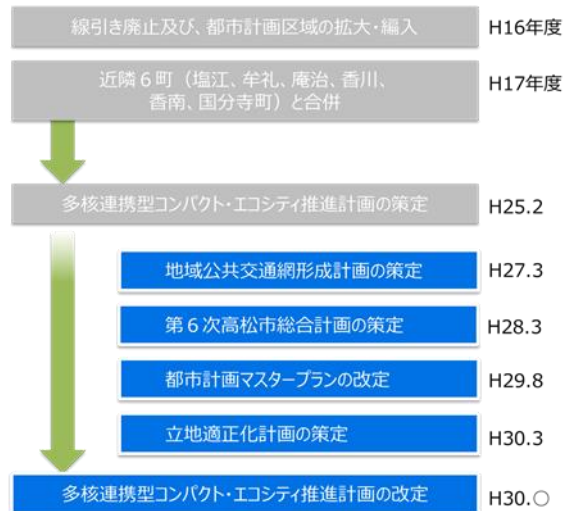 線引き廃止及び、都市計画区域の拡大・編入 H16年度
近隣６町（塩江、牟礼、庵治、香川、 H17年度
香南、国分寺町）と合併
多核連携型コンパクト・エコシティ推進計画の策定 H25.2
地域公共交通網形成計画の策定 H27.3
第６次高松市総合計画の策定 H28.3
都市計画マスタープランの改定 H29.8
立地適正化計画の策定 H30.3
多核連携型コンパクト・エコシティ推進計画の改定 H30.○